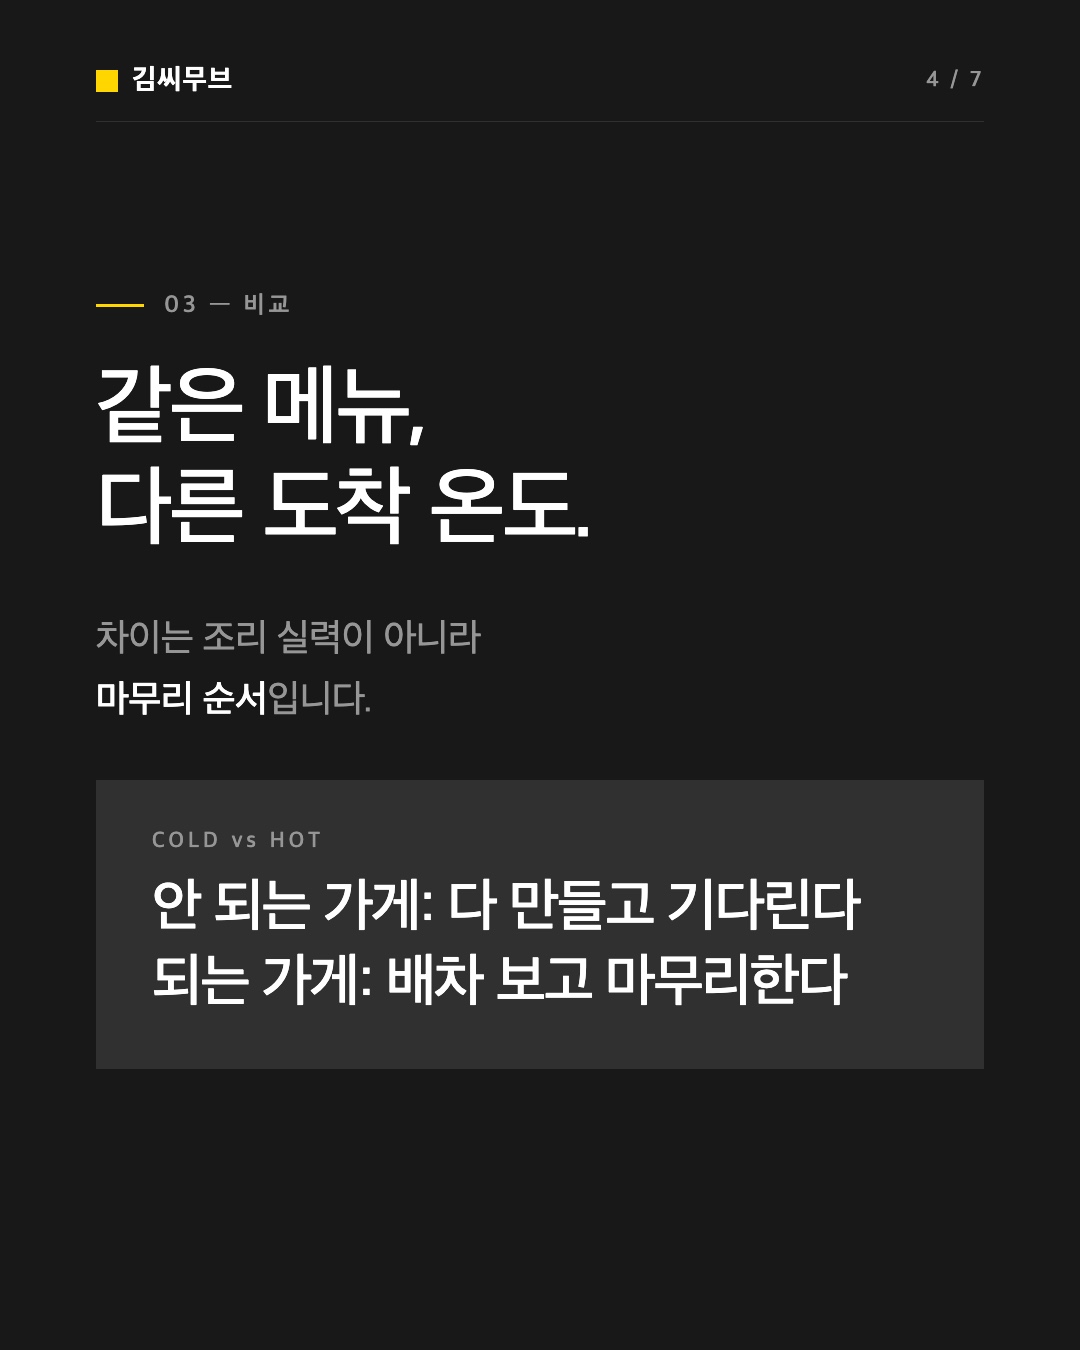 김씨무브
4 / 7
03 — 비교
같은 메뉴,
다른 도착 온도.
차이는 조리 실력이 아니라
마무리 순서입니다.
COLD vs HOT
안 되는 가게: 다 만들고 기다린다
되는 가게: 배차 보고 마무리한다